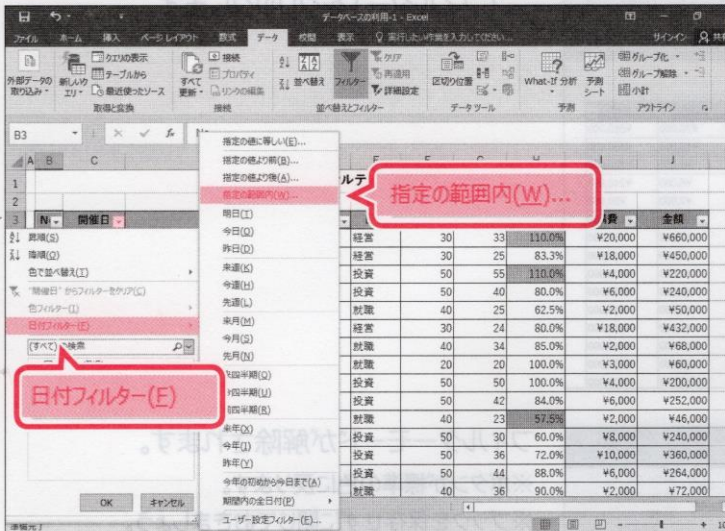 データベースの利用-1 - Excel
ファイル ホーム 挿入 ページ レイアウト 数式 データ 校閲 表示 実行したい作業を入力してください... サインイン 共有
外部データの取り込み
新しいクエリ
クエリの表示
テーブルから
最近使ったソース
取得と変換
すべて更新
接続
プロパティ
リンクの編集
接続
並べ替え
フィルター
クリア
再適用
詳細設定
並べ替えとフィルター
区切り位置
データ ツール
What-If 分析
予測シート
予測
グループ化
グループ解除
小計
アウトライン
B3
A B C
H I J
1
2
3 開催日
金額
昇順(S)
降順(O)
色で並べ替え(T)
"開催日" からフィルターをクリア(C)
色フィルター(I)
日付フィルター(F)
(すべて)の検索
日付フィルター(F)
OK キャンセル
指定の値に等しい(E)...
指定の値より前(B)...
指定の値より後(A)...
指定の範囲内(W)...
明日(T)
今日(O)
昨日(D)
来週(K)
今週(H)
先週(L)
来月(M)
今月(S)
先月(N)
来四半期(Q)
今四半期(U)
前四半期(R)
来年(X)
今年(I)
昨年(Y)
今年の初めから今日まで(A)
期間内の全日付(P)
ユーザー設定フィルター(F)...
指定の範囲内(W)...
経営 30 33 110.0% ¥20,000 ¥660,000
経営 30 25 83.3% ¥18,000 ¥450,000
投資 50 55 110.0% ¥4,000 ¥220,000
投資 50 40 80.0% ¥6,000 ¥240,000
就職 40 25 62.5% ¥2,000 ¥50,000
経営 30 24 80.0% ¥18,000 ¥432,000
就職 40 34 85.0% ¥2,000 ¥68,000
就職 20 20 100.0% ¥3,000 ¥60,000
投資 50 50 100.0% ¥4,000 ¥200,000
投資 50 42 84.0% ¥6,000 ¥252,000
就職 40 23 57.5% ¥2,000 ¥46,000
投資 50 30 60.0% ¥8,000 ¥240,000
投資 50 36 72.0% ¥10,000 ¥360,000
投資 50 44 88.0% ¥6,000 ¥264,000
就職 40 36 90.0% ¥2,000 ¥72,000
準備完了